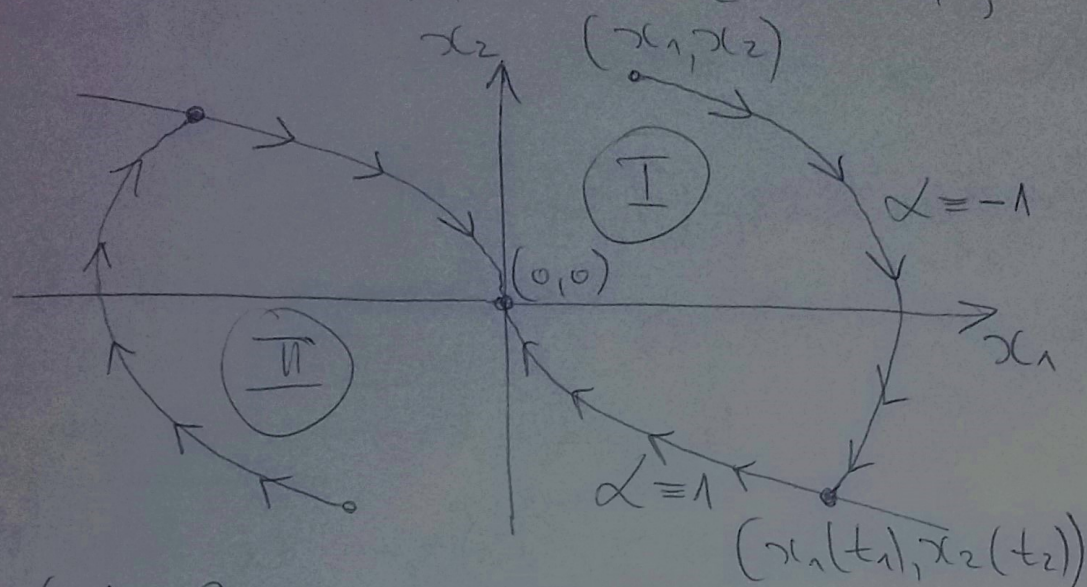 x₂
(x₁,x₂)
I
α ≡ -1
(0,0)
x₁
II
α ≡ 1
(x₁(t₁),x₂(t₂))